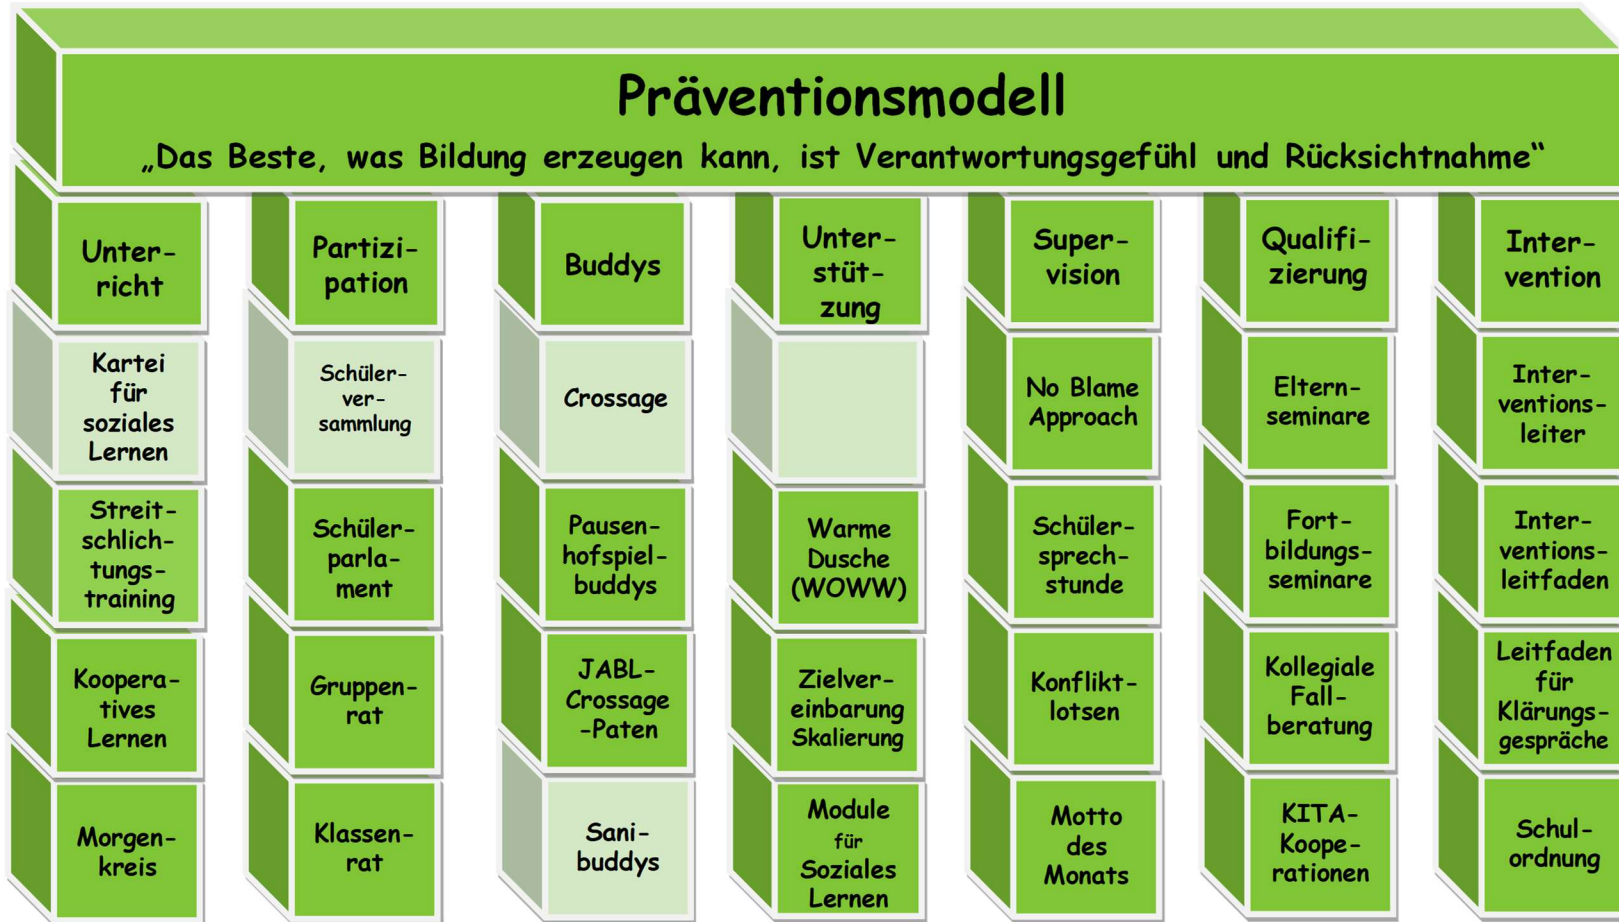 Präventionsmodell
„Das Beste, was Bildung erzeugen kann, ist Verantwortungsgefühl und Rücksichtnahme“
Unter-
richt
Kartei
für
soziales
Lernen
Streit-
schlich-
tungs-
training
Koopera-
tives
Lernen
Morgen-
kreis
Partizi-
pation
Schüler-
ver-
sammlung
Schüler-
parla-
ment
Gruppen-
rat
Klassen-
rat
Buddys
Crossage
Pausen-
hofspiel-
buddys
JABL-
Crossage
-Paten
Sani-
buddys
Unter-
stüt-
zung
Warme
Dusche
(WOWW)
Zielver-
einbarung
Skalierung
Module
für
Soziales
Lernen
Super-
vision
No Blame
Approach
Schüler-
sprech-
stunde
Konflikt-
lotsen
Motto
des
Monats
Qualifi-
zierung
Eltern-
seminare
Fort-
bildungs-
seminare
Kollegiale
Fall-
beratung
KITA-
Koope-
rationen
Inter-
vention
Inter-
ventions-
leiter
Inter-
ventions-
leitfaden
Leitfaden
für
Klärungs-
gespräche
Schul-
ordnung